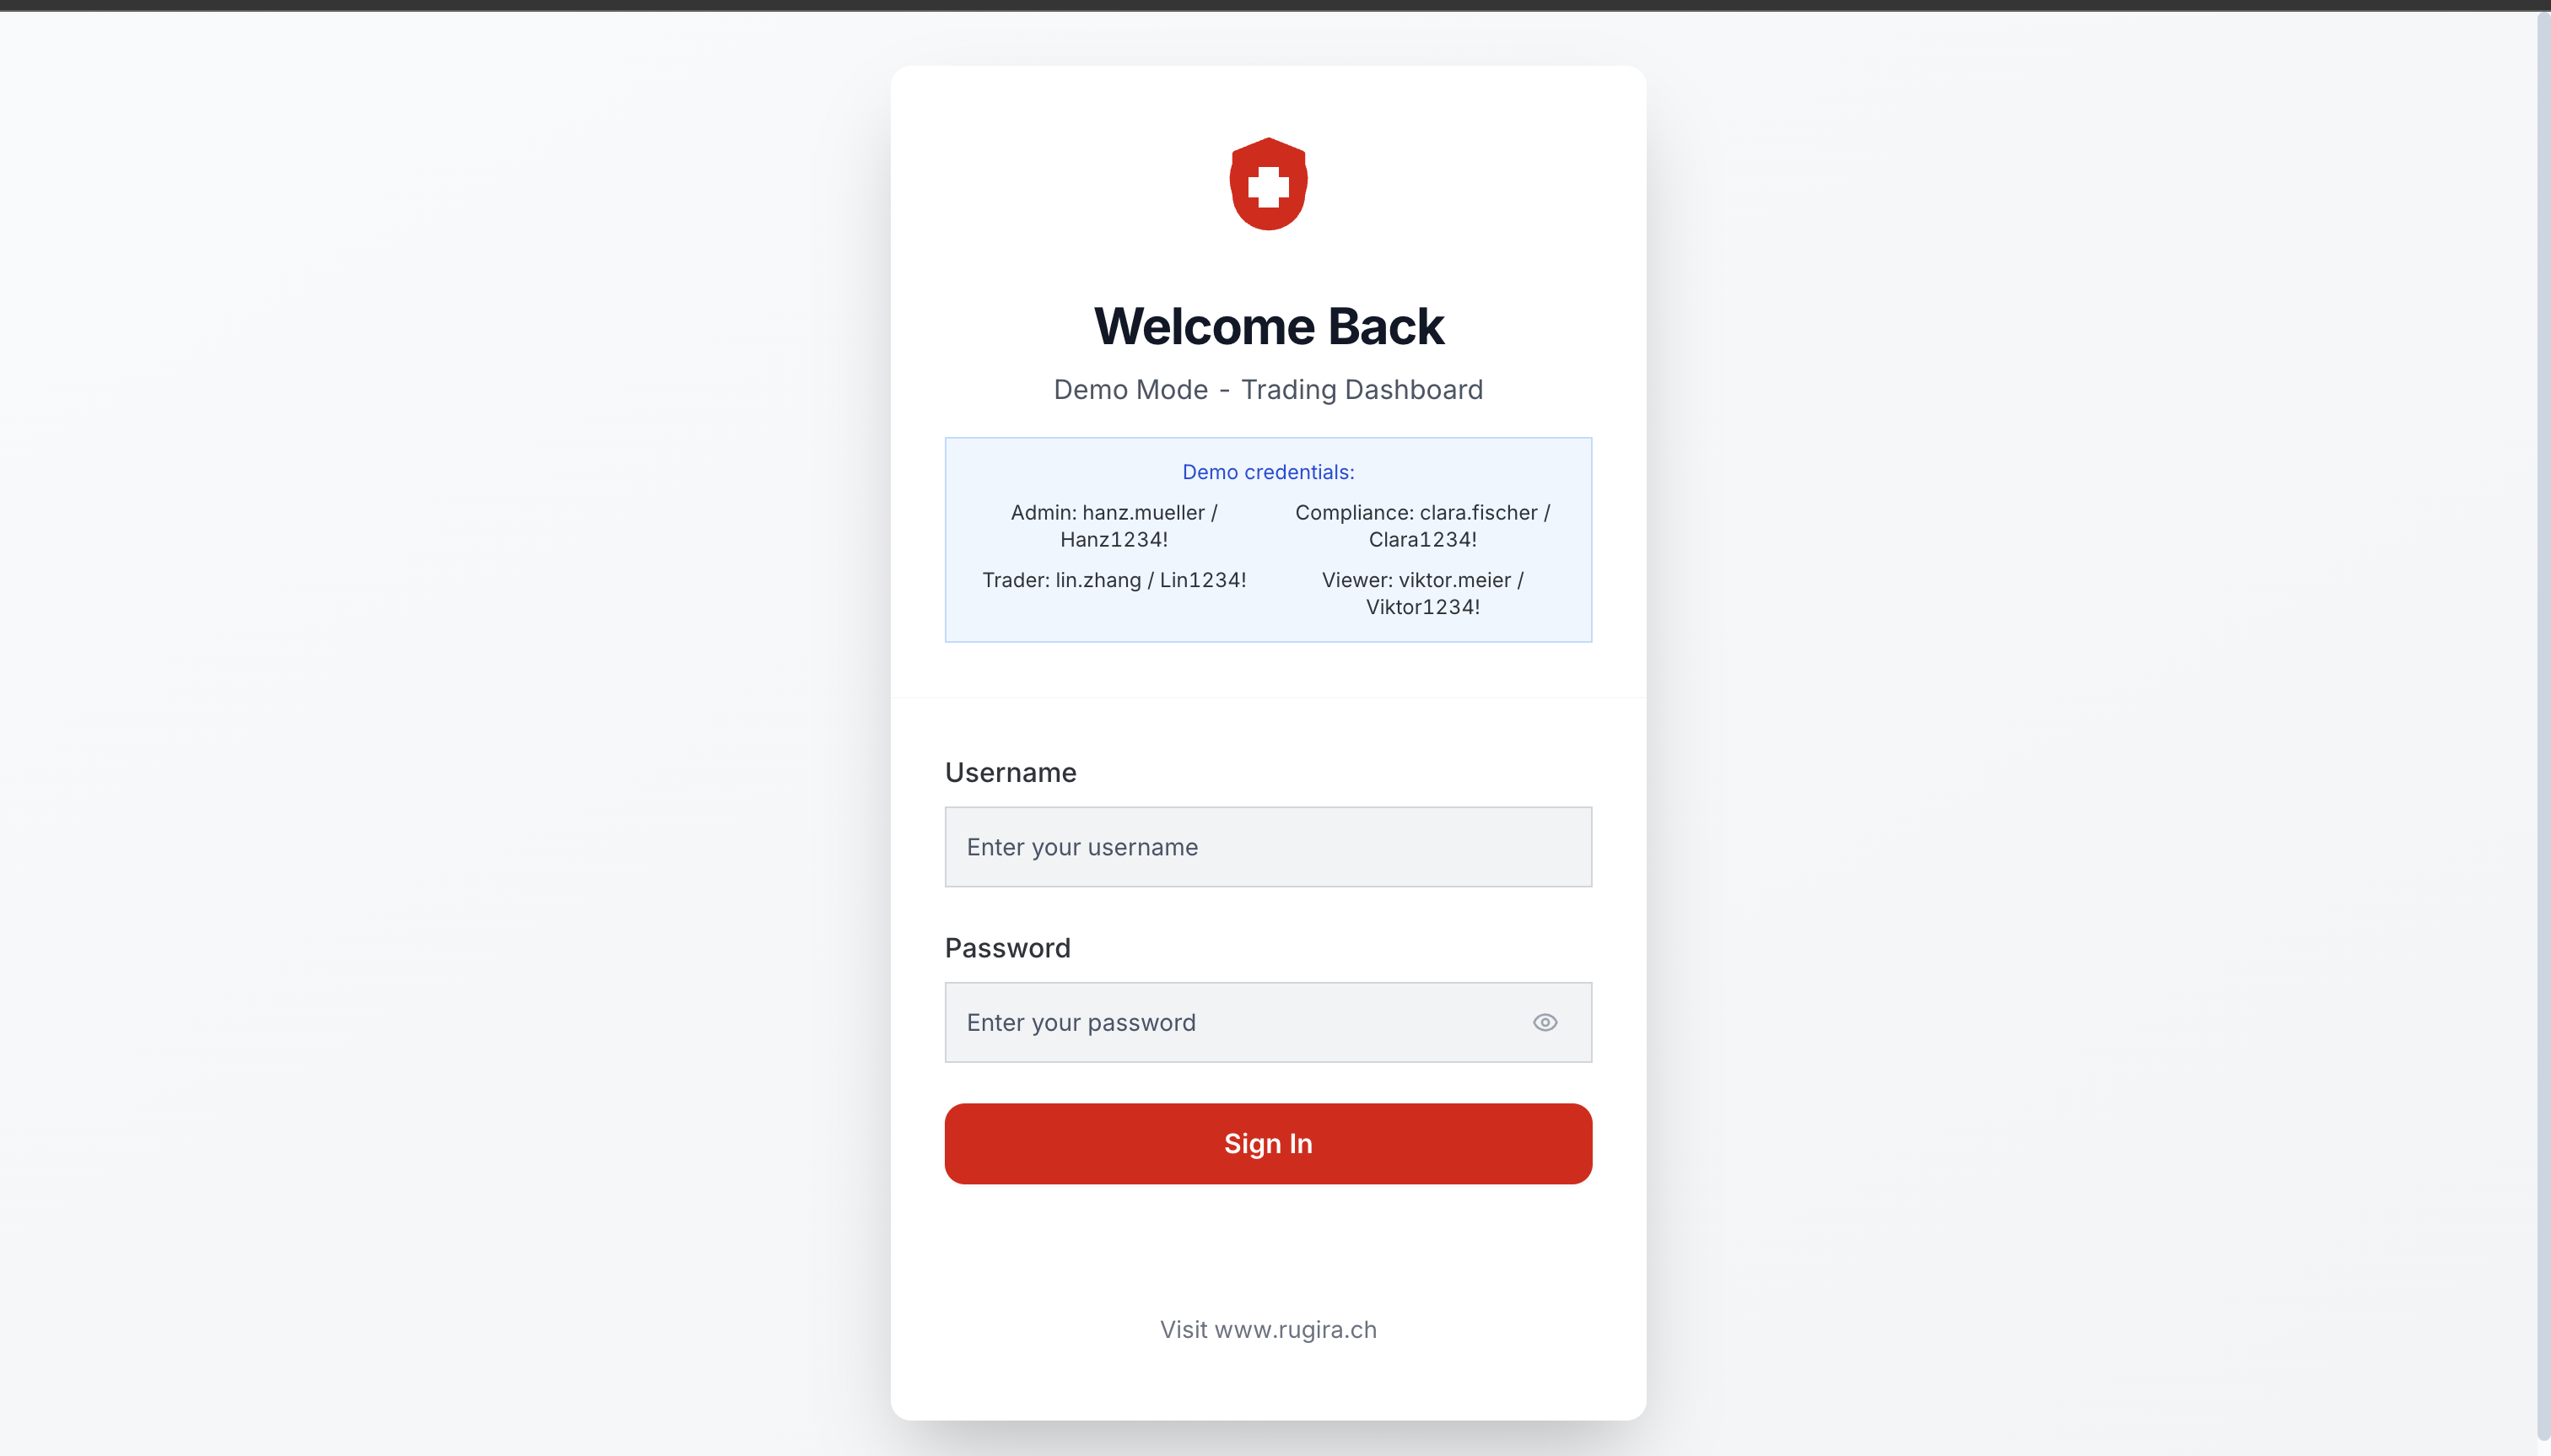 Welcome Back
Demo Mode - Trading Dashboard
Demo credentials:
Admin: hanz.mueller /
Hanz1234!
Compliance: clara.fischer /
Clara1234!
Trader: lin.zhang / Lin1234!
Viewer: viktor.meier /
Viktor1234!
Username
Enter your username
Password
Enter your password
Sign In
Visit www.rugira.ch